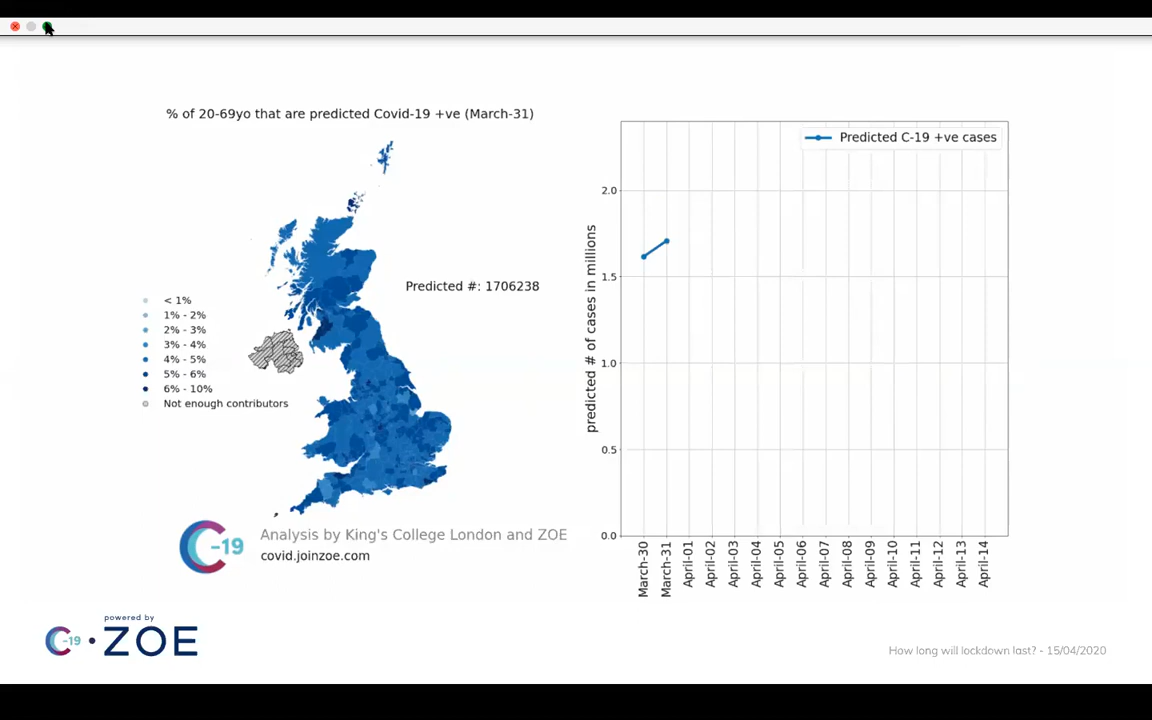 % of 20-69yo that are predicted Covid-19 +ve (March-31)
Predicted #: 1706238
< 1%
1% - 2%
2% - 3%
3% - 4%
4% - 5%
5% - 6%
6% - 10%
Not enough contributors
C-19
Analysis by King's College London and ZOE
covid.joinzoe.com
Predicted C-19 +ve cases
predicted # of cases in millions
2.0
1.5
1.0
0.5
0.0
March-30
March-31
April-01
April-02
April-03
April-04
April-05
April-06
April-07
April-08
April-09
April-10
April-11
April-12
April-13
April-14
powered by
C-19 • ZOE
How long will lockdown last? - 15/04/2020